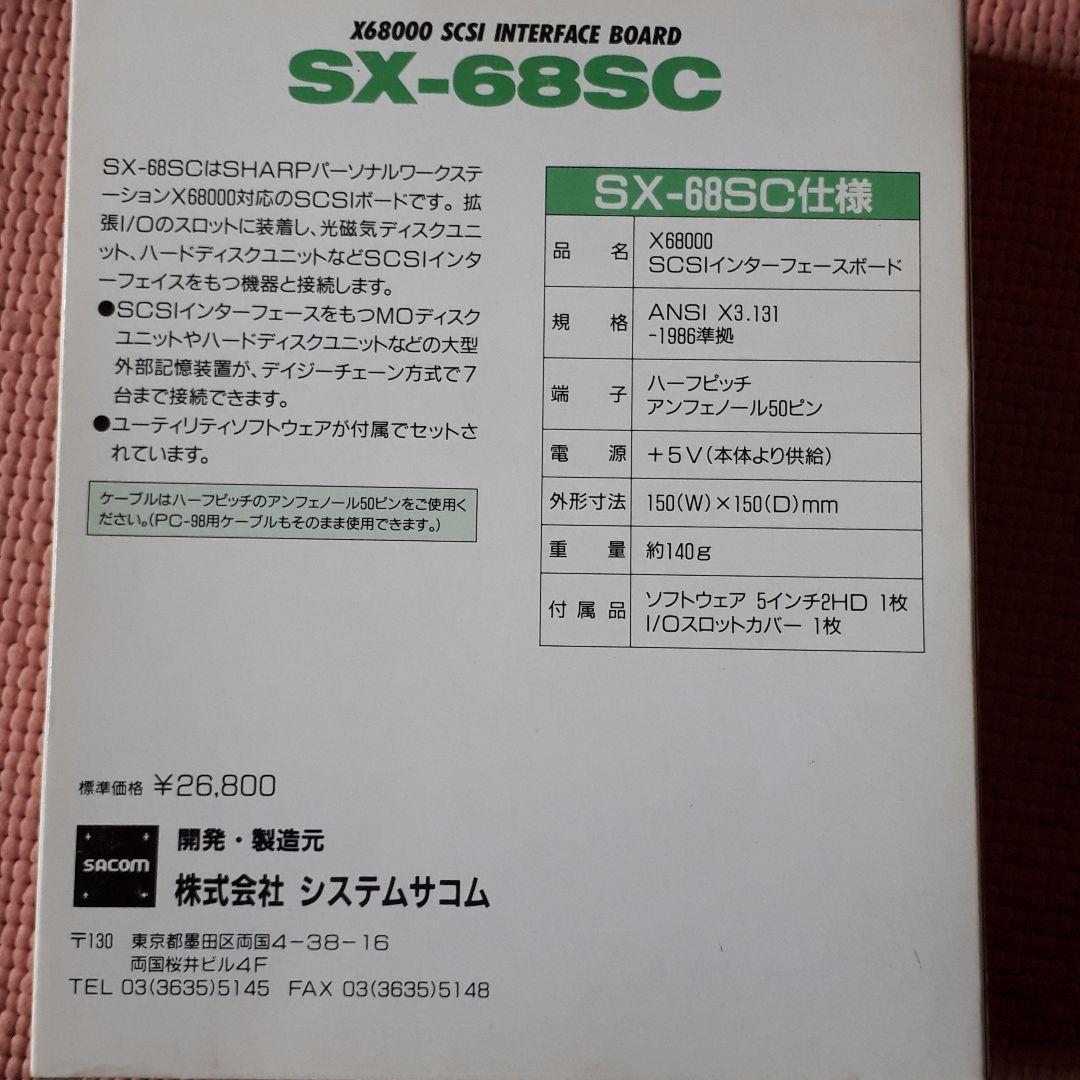 X68000 SCSI INTERFACE BOARD
SX-68SC
SX-68SCはSHARPパーソナルワークステ
ーションX68000対応のSCSIボードです。拡
張I/Oのスロットに装着し、光磁気ディスクユニ
ット、ハードディスクユニットなどSCSIインタ
ーフェイスをもつ機器と接続します。
●SCSIインターフェースをもつMOディスク
ユニットやハードディスクユニットなどの大型
外部記憶装置が、デイジーチェーン方式で7
台まで接続できます。
●ユーティリティソフトウェアが付属でセットさ
れています。
ケーブルはハーフピッチのアンフェノール50ピンをご使用く
ださい。(PC-98用ケーブルもそのまま使用できます。)
SX-68SC仕様
品名 X68000
SCSIインターフェースボード
規格 ANSI X3.131
-1986準拠
端子 ハーフピッチ
アンフェノール50ピン
電源 +5V(本体より供給)
外形寸法 150(W)×150(D)mm
重量 約140g
付属品 ソフトウェア 5インチ2HD 1枚
I/Oスロットカバー 1枚
標準価格 ¥26,800
SACOM
開発・製造元
株式会社 システムサコム
〒130 東京都墨田区両国4-38-16
両国桜井ビル4F
TEL 03(3635)5145 FAX 03(3635)5148